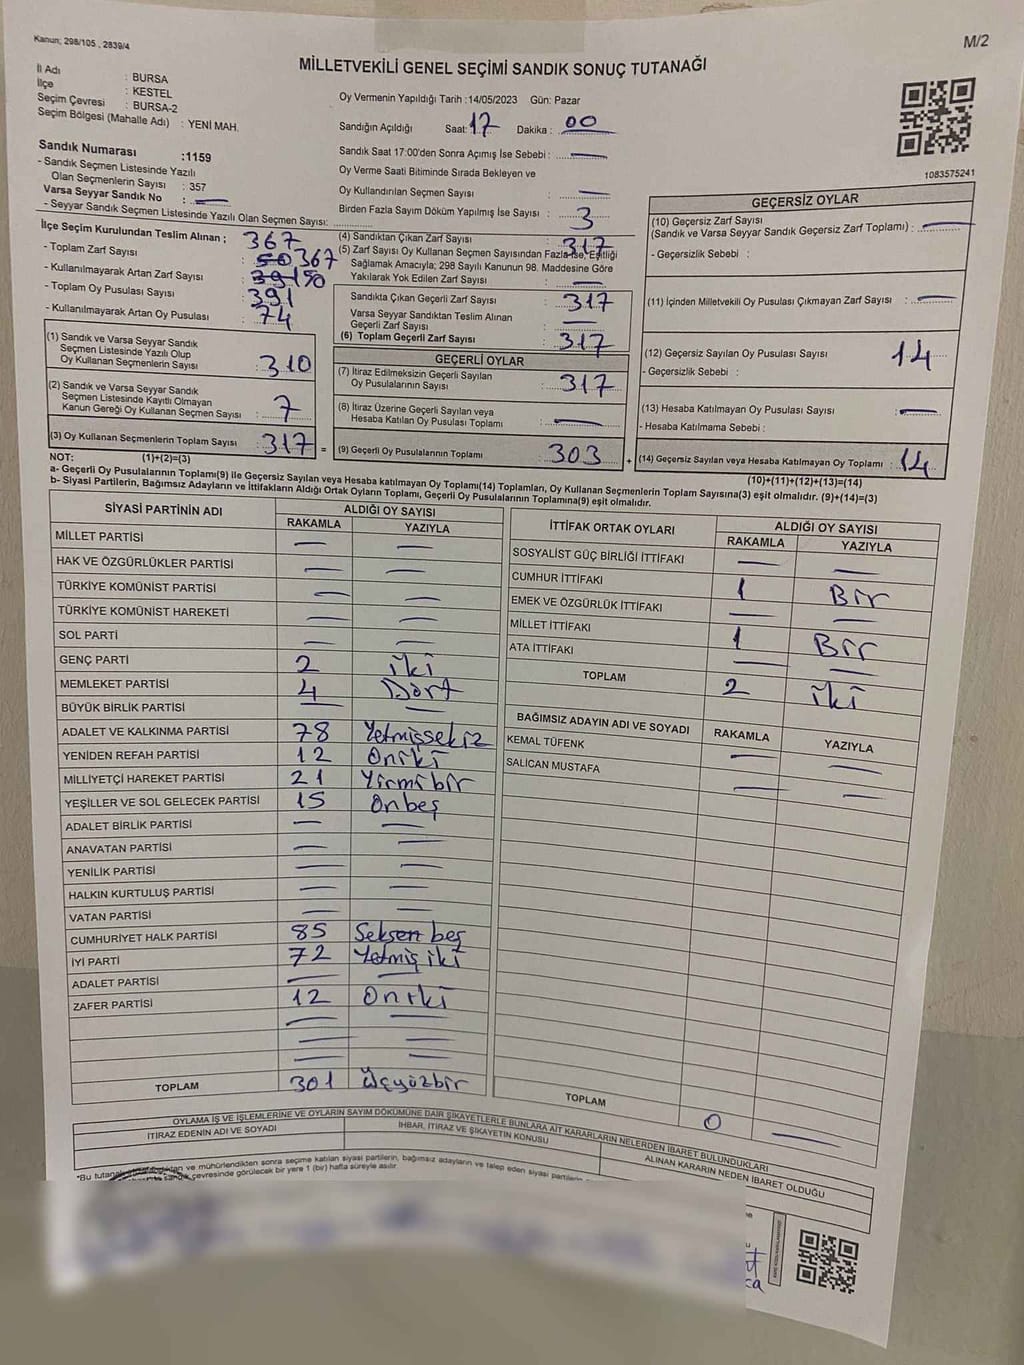 Kanun; 298/105 , 2839/4
M/2
MİLLETVEKİLİ GENEL SEÇİMİ SANDIK SONUÇ TUTANAĞI
İl Adı : BURSA
İlçe : KESTEL
Seçim Çevresi : BURSA-2
Seçim Bölgesi (Mahalle Adı) : YENİ MAH.
Oy Vermenin Yapıldığı Tarih :14/05/2023 Gün: Pazar
Sandığın Açıldığı Saat: 17 Dakika : 00
Sandık Saat 17:00'den Sonra Açımış İse Sebebi : —
Oy Verme Saati Bitiminde Sırada Bekleyen ve
Oy Kullandırılan Seçmen Sayısı : —
Birden Fazla Sayım Döküm Yapılmış İse Sayısı : 3
1083575241
Sandık Numarası :1159
- Sandık Seçmen Listesinde Yazılı
Olan Seçmenlerin Sayısı : 357
Varsa Seyyar Sandık No : —
- Seyyar Sandık Seçmen Listesinde Yazılı Olan Seçmen Sayısı:
İlçe Seçim Kurulundan Teslim Alınan ; 367
- Toplam Zarf Sayısı : 50 367
- Kullanılmayarak Artan Zarf Sayısı : 39 150
- Toplam Oy Pusulası Sayısı : 391
- Kullanılmayarak Artan Oy Pusulası : 74
(4) Sandıktan Çıkan Zarf Sayısı : 317
(5) Zarf Sayısı Oy Kullanan Seçmen Sayısından Fazla İse, Eşitliği
Sağlamak Amacıyla; 298 Sayılı Kanunun 98. Maddesine Göre
Yakılarak Yok Edilen Zarf Sayısı : —
Sandıkta Çıkan Geçerli Zarf Sayısı : 317
Varsa Seyyar Sandıktan Teslim Alınan
Geçerli Zarf Sayısı : —
(6) Toplam Geçerli Zarf Sayısı : 317
GEÇERSİZ OYLAR
(10) Geçersiz Zarf Sayısı
(Sandık ve Varsa Seyyar Sandık Geçersiz Zarf Toplamı) : —
- Geçersizlik Sebebi :
(11) İçinden Milletvekili Oy Pusulası Çıkmayan Zarf Sayısı : —
(12) Geçersiz Sayılan Oy Pusulası Sayısı : 14
- Geçersizlik Sebebi :
(13) Hesaba Katılmayan Oy Pusulası Sayısı : —
- Hesaba Katılmama Sebebi :
(14) Geçersiz Sayılan veya Hesaba Katılmayan Oy Toplamı : 14
(10)+(11)+(12)+(13)=(14)
(1) Sandık ve Varsa Seyyar Sandık
Seçmen Listesinde Yazılı Olup
Oy Kullanan Seçmenlerin Sayısı : 310
(2) Sandık ve Varsa Seyyar Sandık
Seçmen Listesinde Kayıtlı Olmayan
Kanun Gereği Oy Kullanan Seçmen Sayısı : 7
(3) Oy Kullanan Seçmenlerin Toplam Sayısı : 317 =
GEÇERLİ OYLAR
(7) İtiraz Edilmeksizin Geçerli Sayılan
Oy Pusulalarının Sayısı : 317
(8) İtiraz Üzerine Geçerli Sayılan veya
Hesaba Katılan Oy Pusulası Toplamı : —
(9) Geçerli Oy Pusulalarının Toplamı : 303 +
NOT: (1)+(2)=(3)
a- Geçerli Oy Pusulalarının Toplamı(9) ile Geçersiz Sayılan veya Hesaba katılmayan Oy Toplamı(14) Toplamları, Oy Kullanan Seçmenlerin Toplam Sayısına(3) eşit olmalıdır. (9)+(14)=(3)
b- Siyasi Partilerin, Bağımsız Adayların ve İttifakların Aldığı Ortak Oyların Toplamı, Geçerli Oy Pusulalarının Toplamına(9) eşit olmalıdır.
SİYASİ PARTİNİN ADI ALDIĞI OY SAYISI
RAKAMLA YAZIYLA
MİLLET PARTİSİ — —
HAK VE ÖZGÜRLÜKLER PARTİSİ — —
TÜRKİYE KOMÜNİST PARTİSİ — —
TÜRKİYE KOMÜNİST HAREKETİ — —
SOL PARTİ — —
GENÇ PARTİ 2 iki
MEMLEKET PARTİSİ 4 Dört
BÜYÜK BİRLİK PARTİSİ — —
ADALET VE KALKINMA PARTİSİ 78 Yetmişsekiz
YENİDEN REFAH PARTİSİ 12 Oniki
MİLLİYETÇİ HAREKET PARTİSİ 21 Yirmibir
YEŞİLLER VE SOL GELECEK PARTİSİ 15 Onbeş
ADALET BİRLİK PARTİSİ — —
ANAVATAN PARTİSİ — —
YENİLİK PARTİSİ — —
HALKIN KURTULUŞ PARTİSİ — —
VATAN PARTİSİ — —
CUMHURİYET HALK PARTİSİ 85 Seksen beş
İYİ PARTİ 72 Yetmiş iki
ADALET PARTİSİ — —
ZAFER PARTİSİ 12 Oniki
TOPLAM 301 Üçyüzbir
İTTİFAK ORTAK OYLARI ALDIĞI OY SAYISI
RAKAMLA YAZIYLA
SOSYALİST GÜÇ BİRLİĞİ İTTİFAKI — —
CUMHUR İTTİFAKI 1 Bir
EMEK VE ÖZGÜRLÜK İTTİFAKI — —
MİLLET İTTİFAKI 1 Bir
ATA İTTİFAKI — —
TOPLAM 2 iki
BAĞIMSIZ ADAYIN ADI VE SOYADI RAKAMLA YAZIYLA
KEMAL TÜFENK — —
SALİCAN MUSTAFA — —
TOPLAM 0 —
OYLAMA İŞ VE İŞLEMLERİNE VE OYLARIN SAYIM DÖKÜMÜNE DAİR ŞİKAYETLERLE BUNLARA AİT KARARLARIN NELERDEN İBARET BULUNDUKLARI
İTİRAZ EDENİN ADI VE SOYADI İHBAR, İTİRAZ VE ŞİKAYETİN KONUSU ALINAN KARARIN NEDEN İBARET OLDUĞU
ve mühürlendikten sonra seçime katılan siyasi partilerin, bağımsız adayların ve talep eden siyasi
çevresinde görülecek bir yere 1 (bir) hafta süreyle asılır.